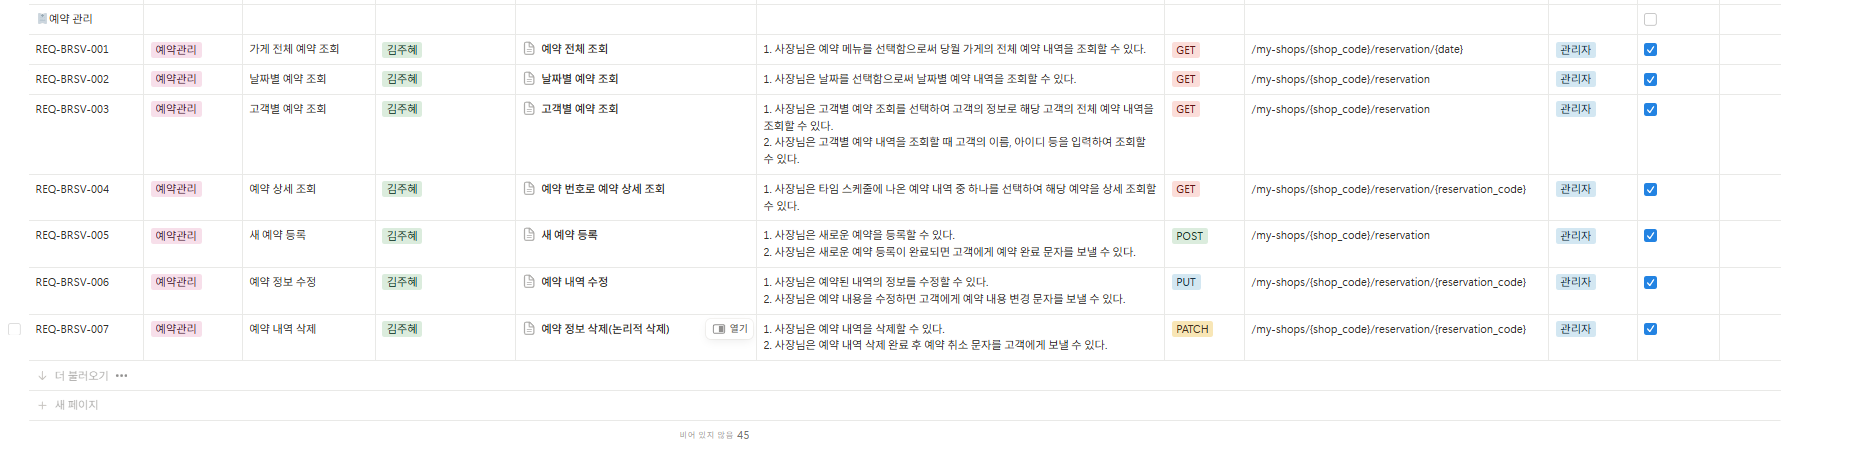 예약 관리
REQ-BRSV-001 예약관리 가게 전체 예약 조회 김주혜 예약 전체 조회 1. 사장님은 예약 메뉴를 선택함으로써 당월 가게의 전체 예약 내역을 조회할 수 있다. GET /my-shops/{shop_code}/reservation/{date} 관리자
REQ-BRSV-002 예약관리 날짜별 예약 조회 김주혜 날짜별 예약 조회 1. 사장님은 날짜를 선택함으로써 날짜별 예약 내역을 조회할 수 있다. GET /my-shops/{shop_code}/reservation 관리자
REQ-BRSV-003 예약관리 고객별 예약 조회 김주혜 고객별 예약 조회 1. 사장님은 고객별 예약 조회를 선택하여 고객의 정보로 해당 고객의 전체 예약 내역을 GET /my-shops/{shop_code}/reservation 관리자
조회할 수 있다.
2. 사장님은 고객별 예약 내역을 조회할 때 고객의 이름, 아이디 등을 입력하여 조회할
수 있다.
REQ-BRSV-004 예약관리 예약 상세 조회 김주혜 예약 번호로 예약 상세 조회 1. 사장님은 타임 스케줄에 나온 예약 내역 중 하나를 선택하여 해당 예약을 상세 조회할 GET /my-shops/{shop_code}/reservation/{reservation_code} 관리자
수 있다.
REQ-BRSV-005 예약관리 새 예약 등록 김주혜 새 예약 등록 1. 사장님은 새로운 예약을 등록할 수 있다. POST /my-shops/{shop_code}/reservation 관리자
2. 사장님은 새로운 예약 등록이 완료되면 고객에게 예약 완료 문자를 보낼 수 있다.
REQ-BRSV-006 예약관리 예약 정보 수정 김주혜 예약 내역 수정 1. 사장님은 예약된 내역의 정보를 수정할 수 있다. PUT /my-shops/{shop_code}/reservation/{reservation_code} 관리자
2. 사장님은 예약 내용을 수정하면 고객에게 예약 내용 변경 문자를 보낼 수 있다.
REQ-BRSV-007 예약관리 예약 내역 삭제 김주혜 예약 정보 삭제(논리적 삭제) 열기 1. 사장님은 예약 내역을 삭제할 수 있다. PATCH /my-shops/{shop_code}/reservation/{reservation_code} 관리자
2. 사장님은 예약 내역 삭제 완료 후 예약 취소 문자를 고객에게 보낼 수 있다.
더 불러오기 •••
새 페이지
비어 있지 않음 45